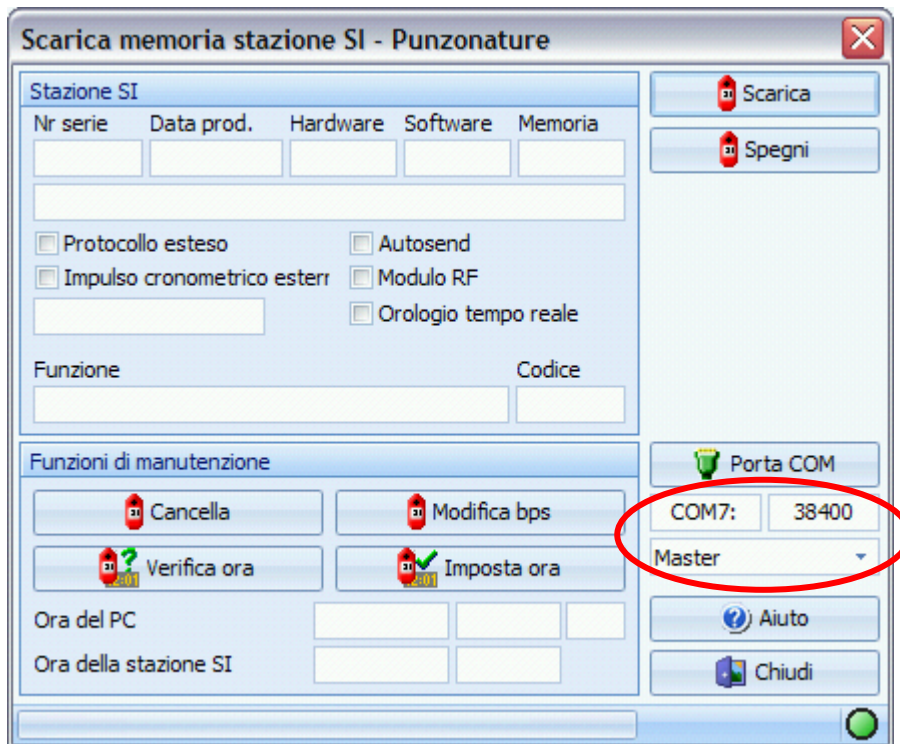 Scarica memoria stazione SI - Punzonature
Stazione SI
Nr serie Data prod. Hardware Software Memoria
Protocollo esteso
Autosend
Impulso cronometrico esterr
Modulo RF
Orologio tempo reale
Funzione Codice
Funzioni di manutenzione
Cancella
Modifica bps
Verifica ora
Imposta ora
Ora del PC
Ora della stazione SI
Scarica
Spegni
Porta COM
COM7: 38400
Master
Aiuto
Chiudi